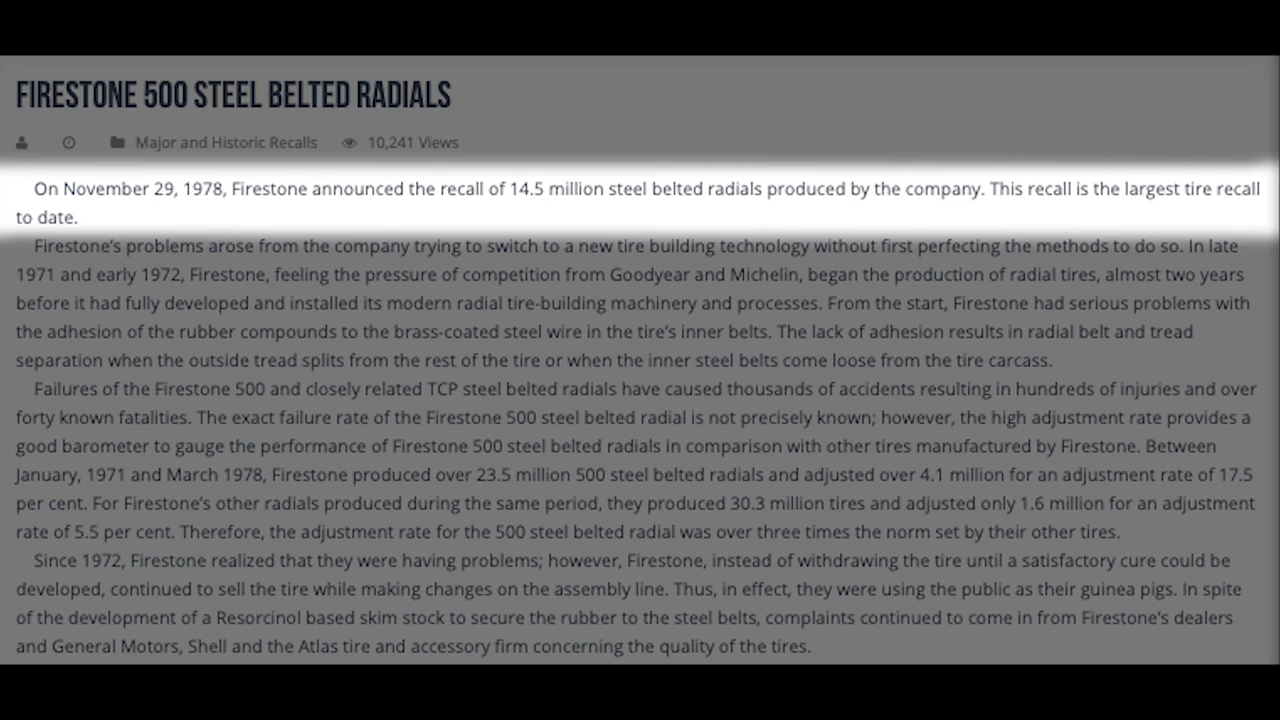 FIRESTONE 500 STEEL BELTED RADIALS
Major and Historic Recalls 10,241 Views
On November 29, 1978, Firestone announced the recall of 14.5 million steel belted radials produced by the company. This recall is the largest tire recall
to date.
Firestone’s problems arose from the company trying to switch to a new tire building technology without first perfecting the methods to do so. In late
1971 and early 1972, Firestone, feeling the pressure of competition from Goodyear and Michelin, began the production of radial tires, almost two years
before it had fully developed and installed its modern radial tire-building machinery and processes. From the start, Firestone had serious problems with
the adhesion of the rubber compounds to the brass-coated steel wire in the tire’s inner belts. The lack of adhesion results in radial belt and tread
separation when the outside tread splits from the rest of the tire or when the inner steel belts come loose from the tire carcass.
Failures of the Firestone 500 and closely related TCP steel belted radials have caused thousands of accidents resulting in hundreds of injuries and over
forty known fatalities. The exact failure rate of the Firestone 500 steel belted radial is not precisely known; however, the high adjustment rate provides a
good barometer to gauge the performance of Firestone 500 steel belted radials in comparison with other tires manufactured by Firestone. Between
January, 1971 and March 1978, Firestone produced over 23.5 million 500 steel belted radials and adjusted over 4.1 million for an adjustment rate of 17.5
per cent. For Firestone’s other radials produced during the same period, they produced 30.3 million tires and adjusted only 1.6 million for an adjustment
rate of 5.5 per cent. Therefore, the adjustment rate for the 500 steel belted radial was over three times the norm set by their other tires.
Since 1972, Firestone realized that they were having problems; however, Firestone, instead of withdrawing the tire until a satisfactory cure could be
developed, continued to sell the tire while making changes on the assembly line. Thus, in effect, they were using the public as their guinea pigs. In spite
of the development of a Resorcinol based skim stock to secure the rubber to the steel belts, complaints continued to come in from Firestone’s dealers
and General Motors, Shell and the Atlas tire and accessory firm concerning the quality of the tires.